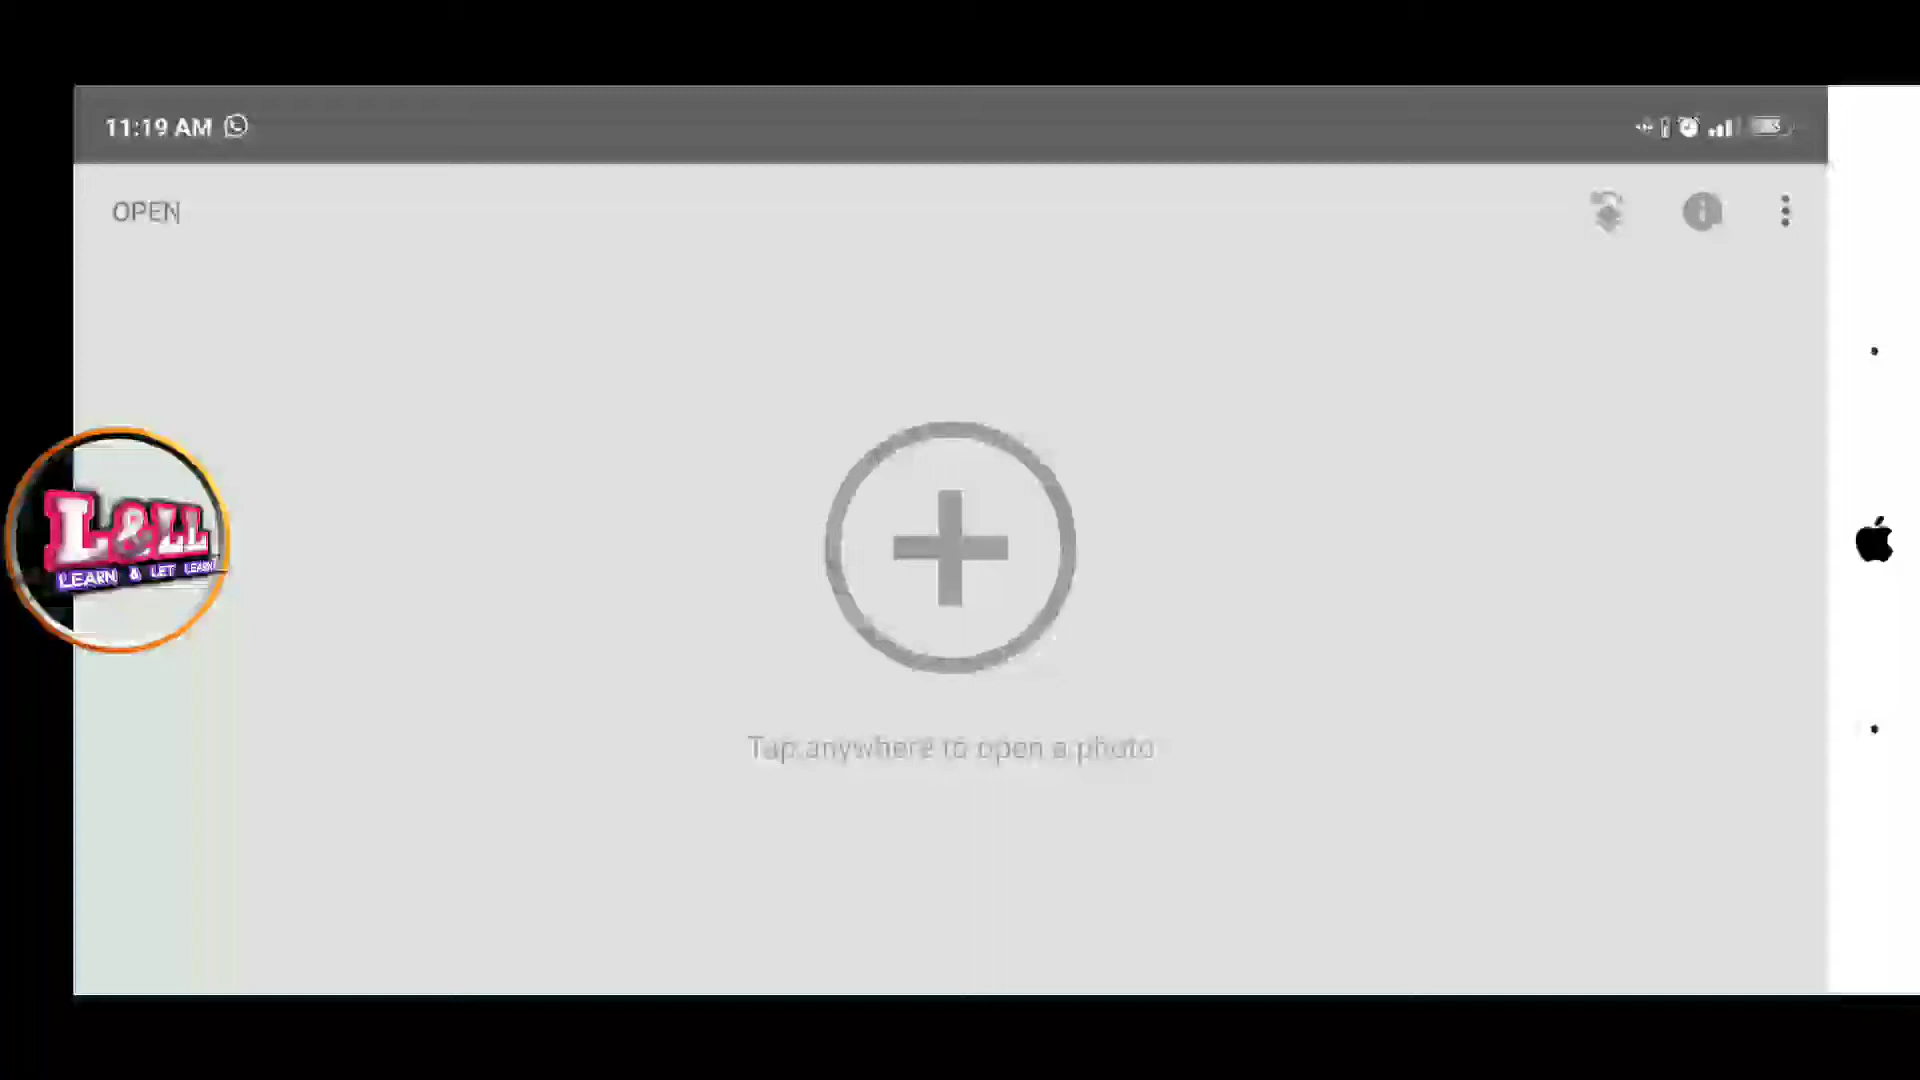 11:19 AM
OPEN
L&LL
LEARN & LET LEARN
Tap anywhere to open a photo